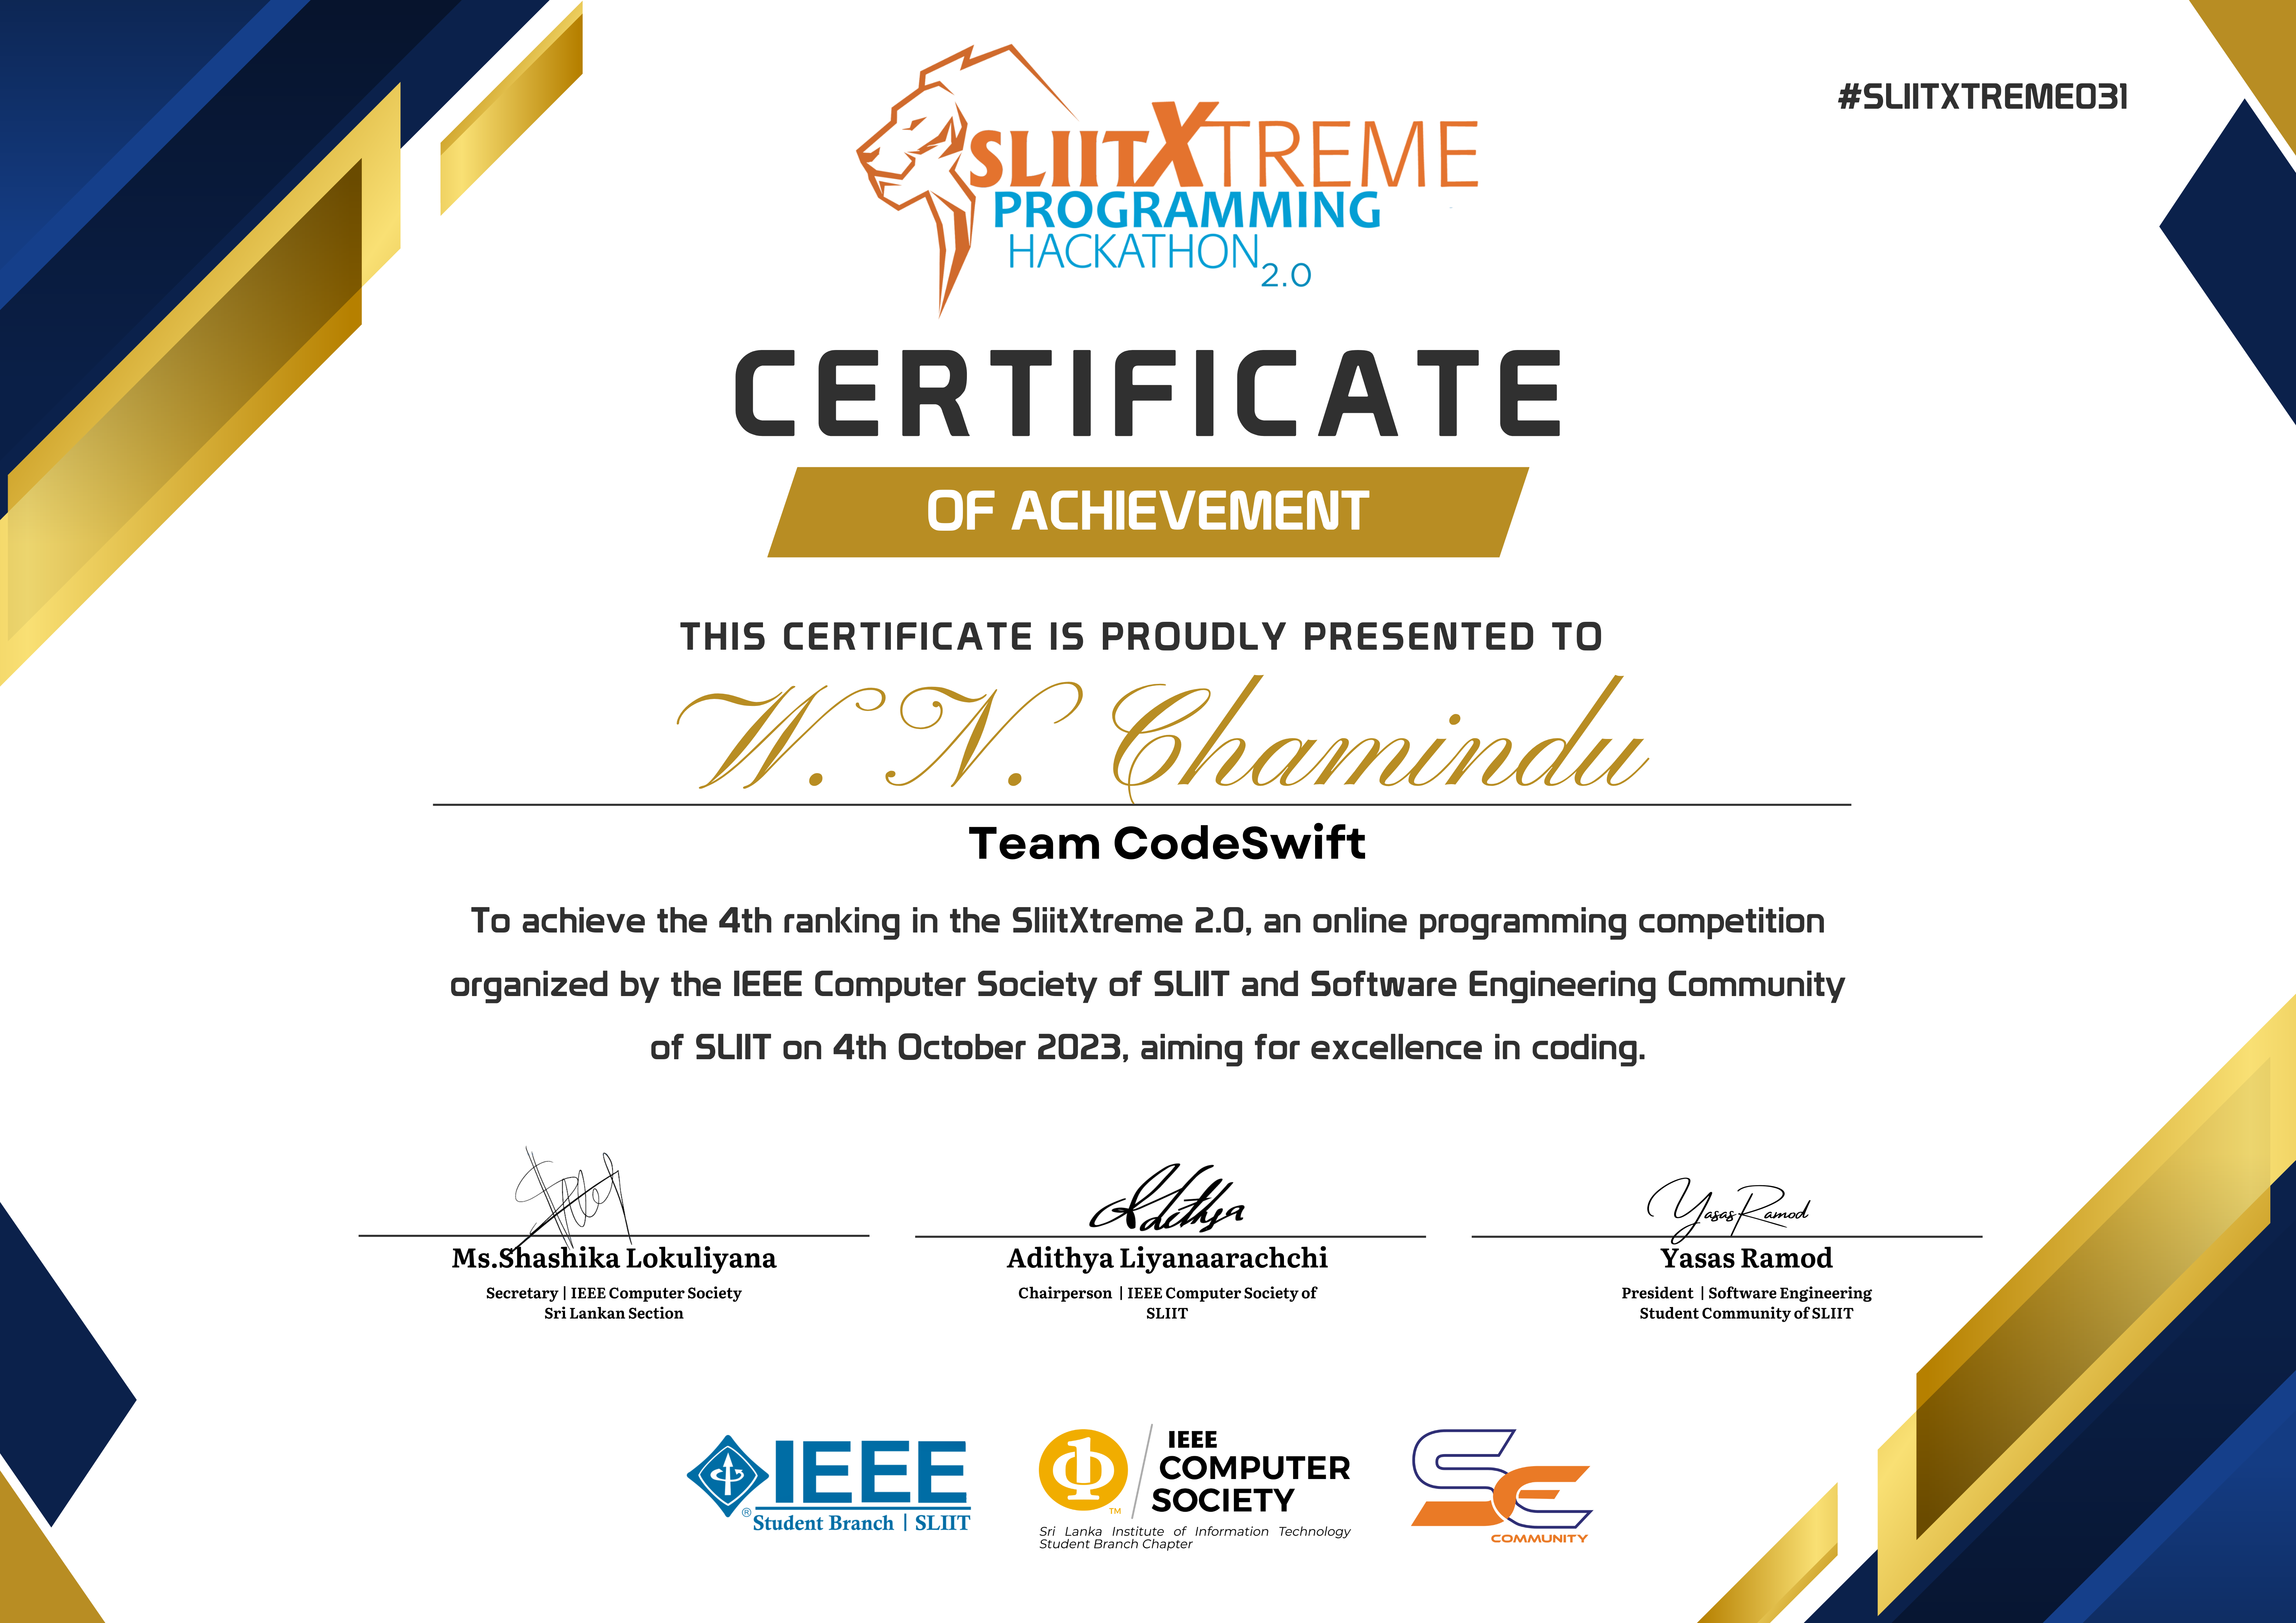 #SLIITXTREME031
SLIITXTREME
PROGRAMMING
HACKATHON 2.0
CERTIFICATE
OF ACHIEVEMENT
THIS CERTIFICATE IS PROUDLY PRESENTED TO
W. N. Chamindu
Team CodeSwift
To achieve the 4th ranking in the SliitXtreme 2.0, an online programming competition
organized by the IEEE Computer Society of SLIIT and Software Engineering Community
of SLIIT on 4th October 2023, aiming for excellence in coding.
Adithya
Yasas Ramod
Ms.Shashika Lokuliyana
Secretary | IEEE Computer Society
Sri Lankan Section
Adithya Liyanaarachchi
Chairperson | IEEE Computer Society of
SLIIT
Yasas Ramod
President | Software Engineering
Student Community of SLIIT
IEEE
®
Student Branch | SLIIT
TM
IEEE
COMPUTER
SOCIETY
Sri Lanka Institute of Information Technology
Student Branch Chapter
SE
COMMUNITY